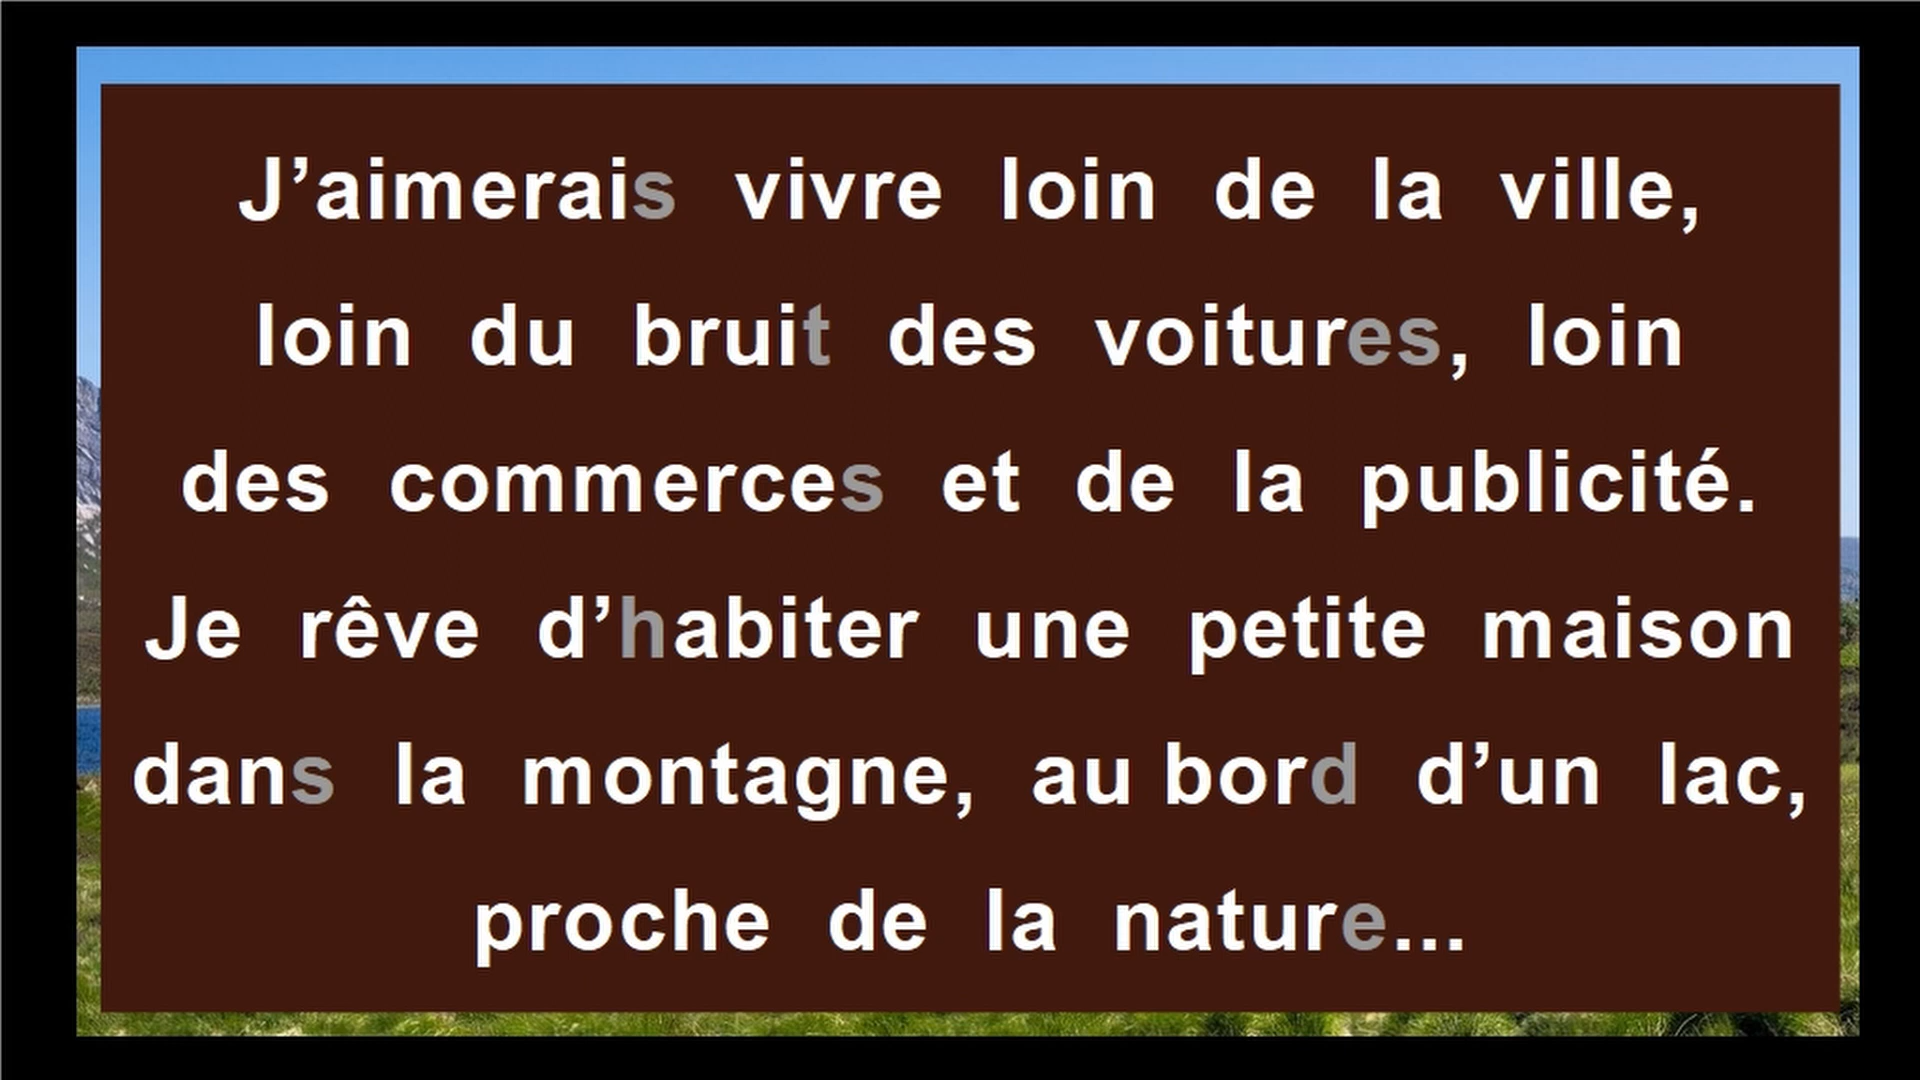 J’aimerais vivre loin de la ville,
loin du bruit des voitures, loin
des commerces et de la publicité.
Je rêve d’habiter une petite maison
dans la montagne, au bord d’un lac,
proche de la nature...